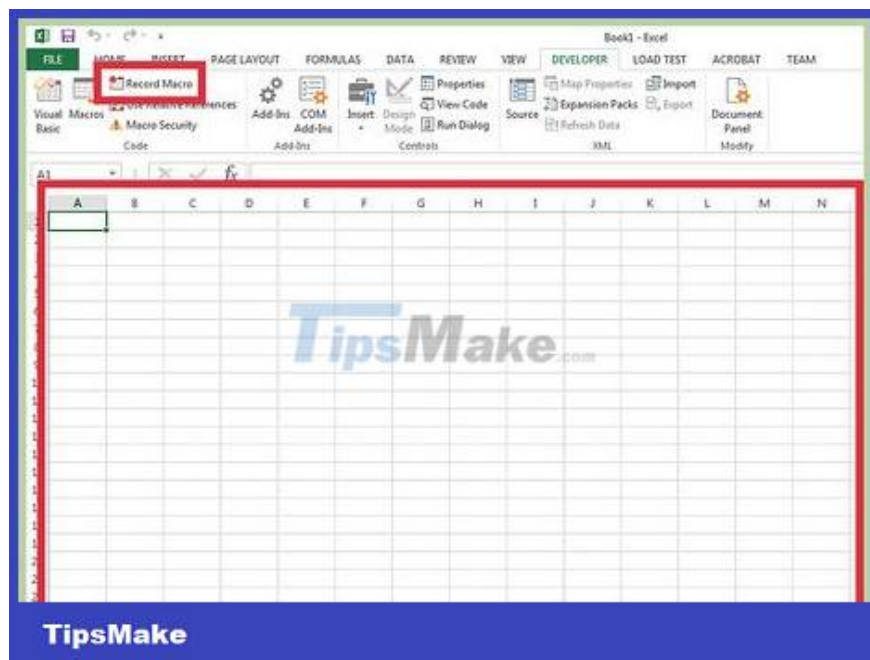 Book1 - Excel
FILE HOME INSERT PAGE LAYOUT FORMULAS DATA REVIEW VIEW DEVELOPER LOAD TEST ACROBAT TEAM
Record Macro Properties Map Properties Import
Use Relative References View Code Expansion Packs Export
Visual Basic Macros Macro Security Add-Ins COM Add-Ins Insert Design Mode Run Dialog Source Refresh Data Document Panel
Code Add-Ins Controls XML Modify
A1 fx
A B C D E F G H I J K L M N
TipsMake.com
TipsMake